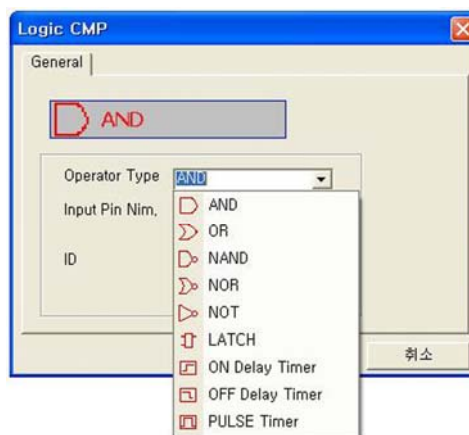 Logic CMP
General
AND
Operator Type AND
Input Pin Nim,
ID
AND
OR
NAND
NOR
NOT
LATCH
ON Delay Timer
OFF Delay Timer
PULSE Timer
취소